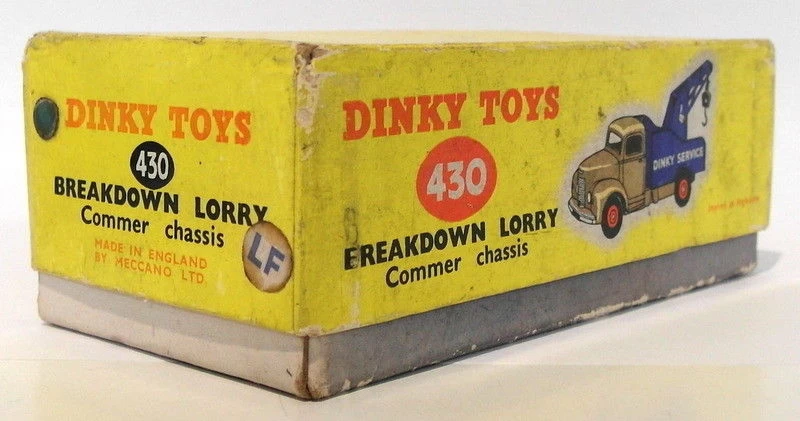 DINKY TOYS
430
BREAKDOWN LORRY
Commer chassis
MADE IN ENGLAND
BY MECCANO LTD
LF
DINKY TOYS
430
BREAKDOWN LORRY
Commer chassis
DINKY SERVICE